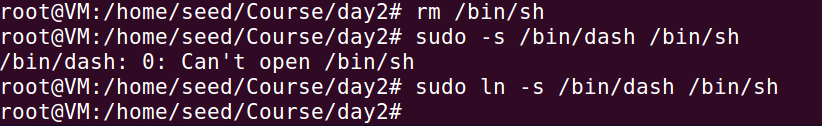 root@VM:/home/seed/Course/day2# rm /bin/sh
root@VM:/home/seed/Course/day2# sudo -s /bin/dash /bin/sh
/bin/dash: 0: Can't open /bin/sh
root@VM:/home/seed/Course/day2# sudo ln -s /bin/dash /bin/sh
root@VM:/home/seed/Course/day2#